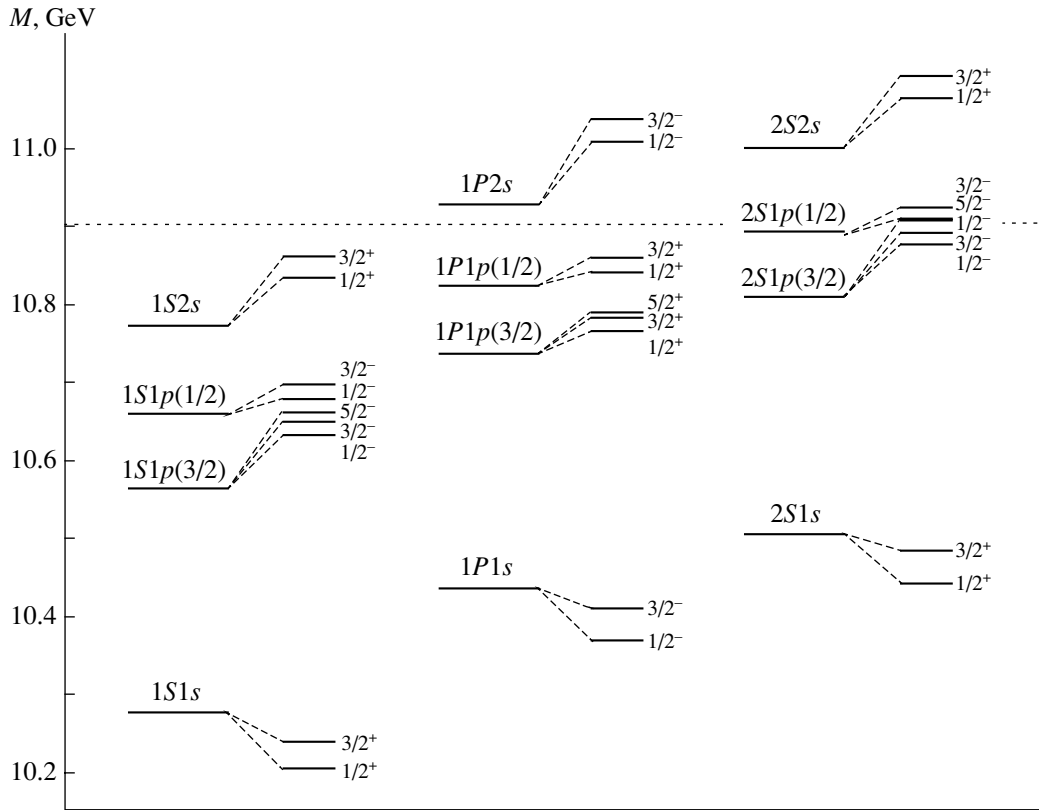 M, GeV
3/2⁺
1/2⁺
2S2s
11.0
3/2⁻
1/2⁻
1P2s
3/2⁻
5/2⁻
1/2⁻
3/2⁻
1/2⁻
2S1p(1/2)
2S1p(3/2)
3/2⁺
1/2⁺
1S2s
10.8
3/2⁺
1/2⁺
1P1p(1/2)
5/2⁺
3/2⁺
1/2⁺
1P1p(3/2)
3/2⁻
1/2⁻
5/2⁻
3/2⁻
1/2⁻
1S1p(1/2)
1S1p(3/2)
10.6
2S1s
3/2⁺
1/2⁺
1P1s
3/2⁻
1/2⁻
10.4
1S1s
3/2⁺
1/2⁺
10.2